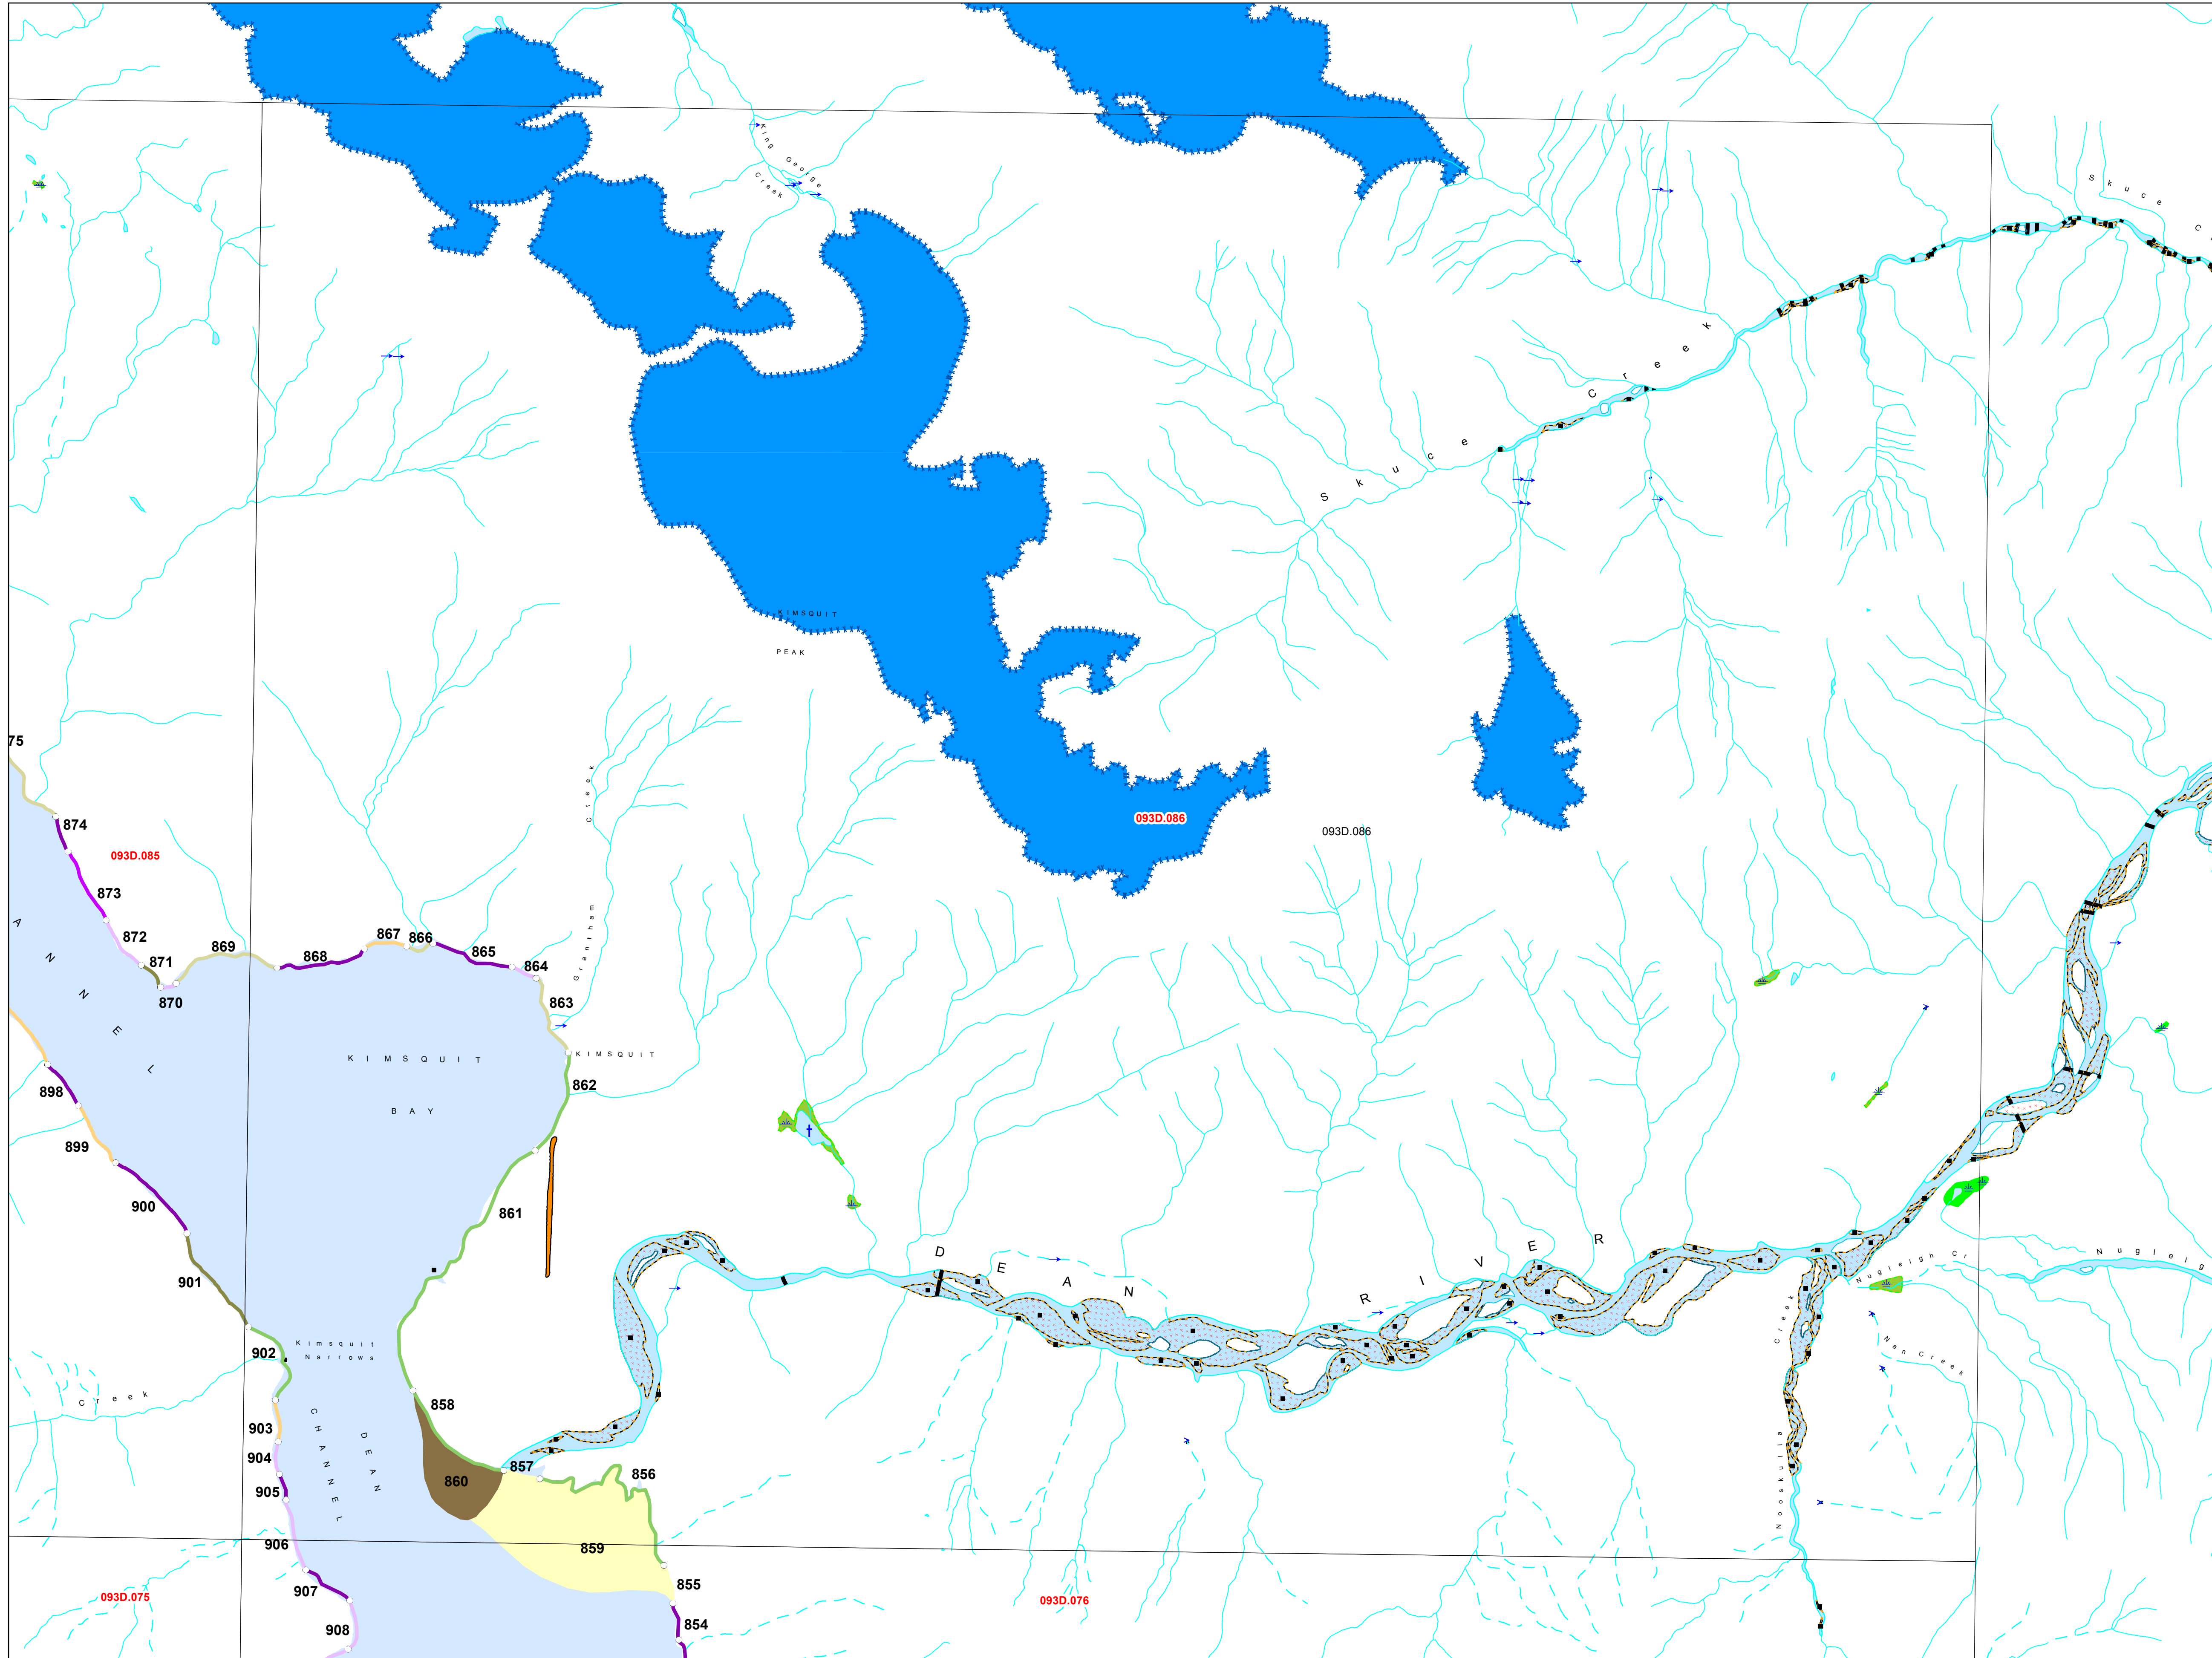 King George
Creek
Skuce C
Skuce Creek
KIMSQUIT
PEAK
75
874
093D.085
873
872
871
870
869
868
867
866
865
864
863
862
861
Grantham Creek
093D.086
093D.086
ANNEL
KIMSQUIT
BAY
KIMSQUIT
898
899
900
901
902
Kimsquit
Narrows
Creek
903
904
905
906
907
908
DEAN
CHANNEL
858
857
856
860
859
855
854
DEAN RIVER
Nugleigh Cr
Nugleig
Nan Creek
Nooskulla Creek
093D.075
093D.076